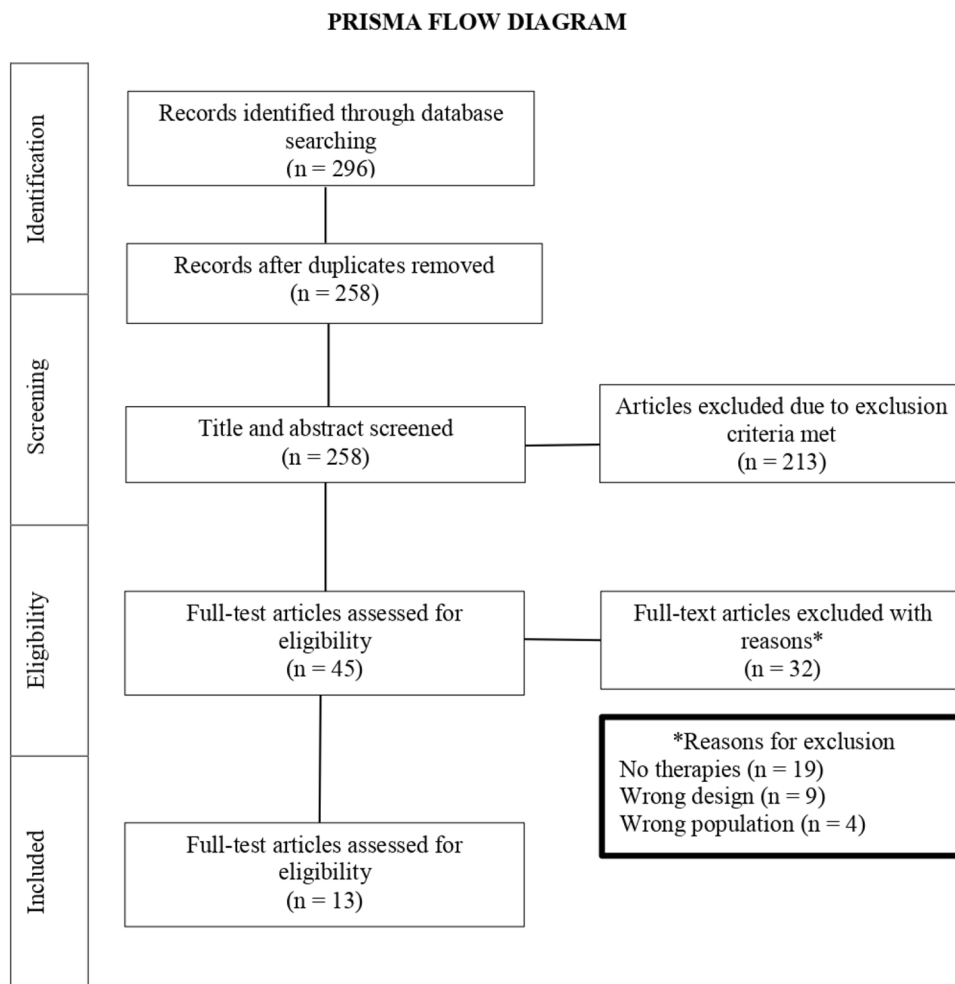 PRISMA FLOW DIAGRAM
Identification
Records identified through database
searching
(n = 296)
Records after duplicates removed
(n = 258)
Screening
Title and abstract screened
(n = 258)
Articles excluded due to exclusion
criteria met
(n = 213)
Eligibility
Full-test articles assessed for
eligibility
(n = 45)
Full-text articles excluded with
reasons*
(n = 32)
*Reasons for exclusion
No therapies (n = 19)
Wrong design (n = 9)
Wrong population (n = 4)
Included
Full-test articles assessed for
eligibility
(n = 13)